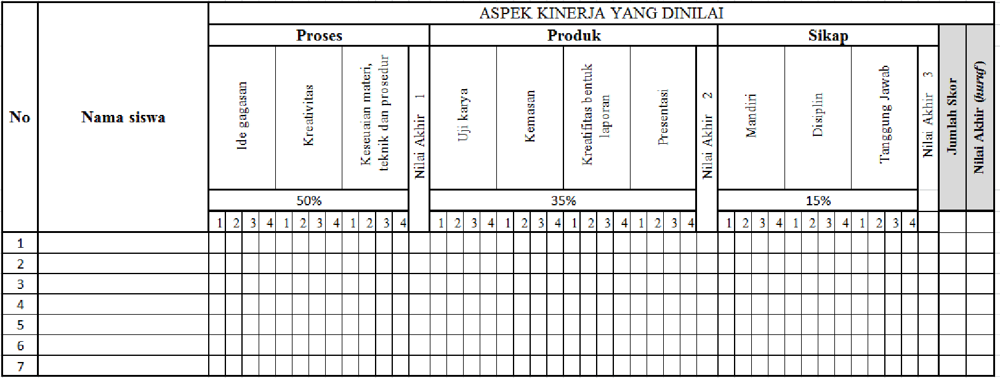 ASPEK KINERJA YANG DINILAI
No
Nama siswa
Proses
Produk
Sikap
Jumlah Skor
Nilai Akhir (huruf)
Ide gagasan
Kreativitas
Keseuaian materi,
teknik dan prosedur
Nilai Akhir 1
Uji karya
Kemasan
Kreatifitas bentuk
laporan
Presentasi
Nilai Akhir 2
Mandiri
Disiplin
Tanggung Jawab
Nilai Akhir 3
50%
35%
15%
1 2 3 4 1 2 3 4 1 2 3 4 1 2 3 4 1 2 3 4 1 2 3 4 1 2 3 4 1 2 3 4 1 2 3 4 1 2 3 4
1
2
3
4
5
6
7